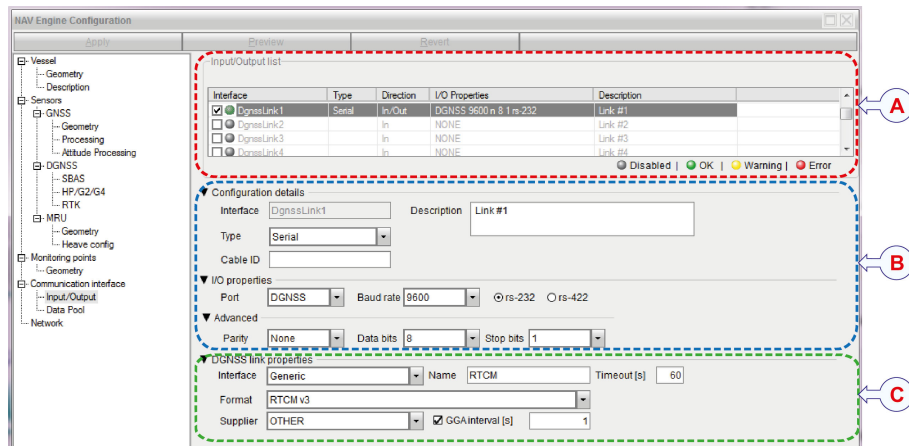 NAV Engine Configuration
Apply Preview Revert
Vessel
Geometry
Description
Sensors
GNSS
Geometry
Processing
Attitude Processing
DGNSS
SBAS
HP/G2/G4
RTK
MRU
Geometry
Heave config
Monitoring points
Geometry
Communication interface
Input/Output
Data Pool
Network
Input/Output list
Interface Type Direction I/O Properties Description
DgnssLink1 Serial In/Out DGNSS 9600 n 8 1 rs-232 Link #1
DgnssLink2 In NONE Link #2
DgnssLink3 In NONE Link #3
DgnssLink4 In NONE Link #4
Disabled | OK | Warning | Error
A
Configuration details
Interface DgnssLink1 Description Link #1
Type Serial
Cable ID
B
I/O properties
Port DGNSS Baud rate 9600 rs-232 rs-422
Advanced
Parity None Data bits 8 Stop bits 1
DGNSS link properties
Interface Generic Name RTCM Timeout [s] 60
Format RTCM v3
C
Supplier OTHER GGA interval [s] 1